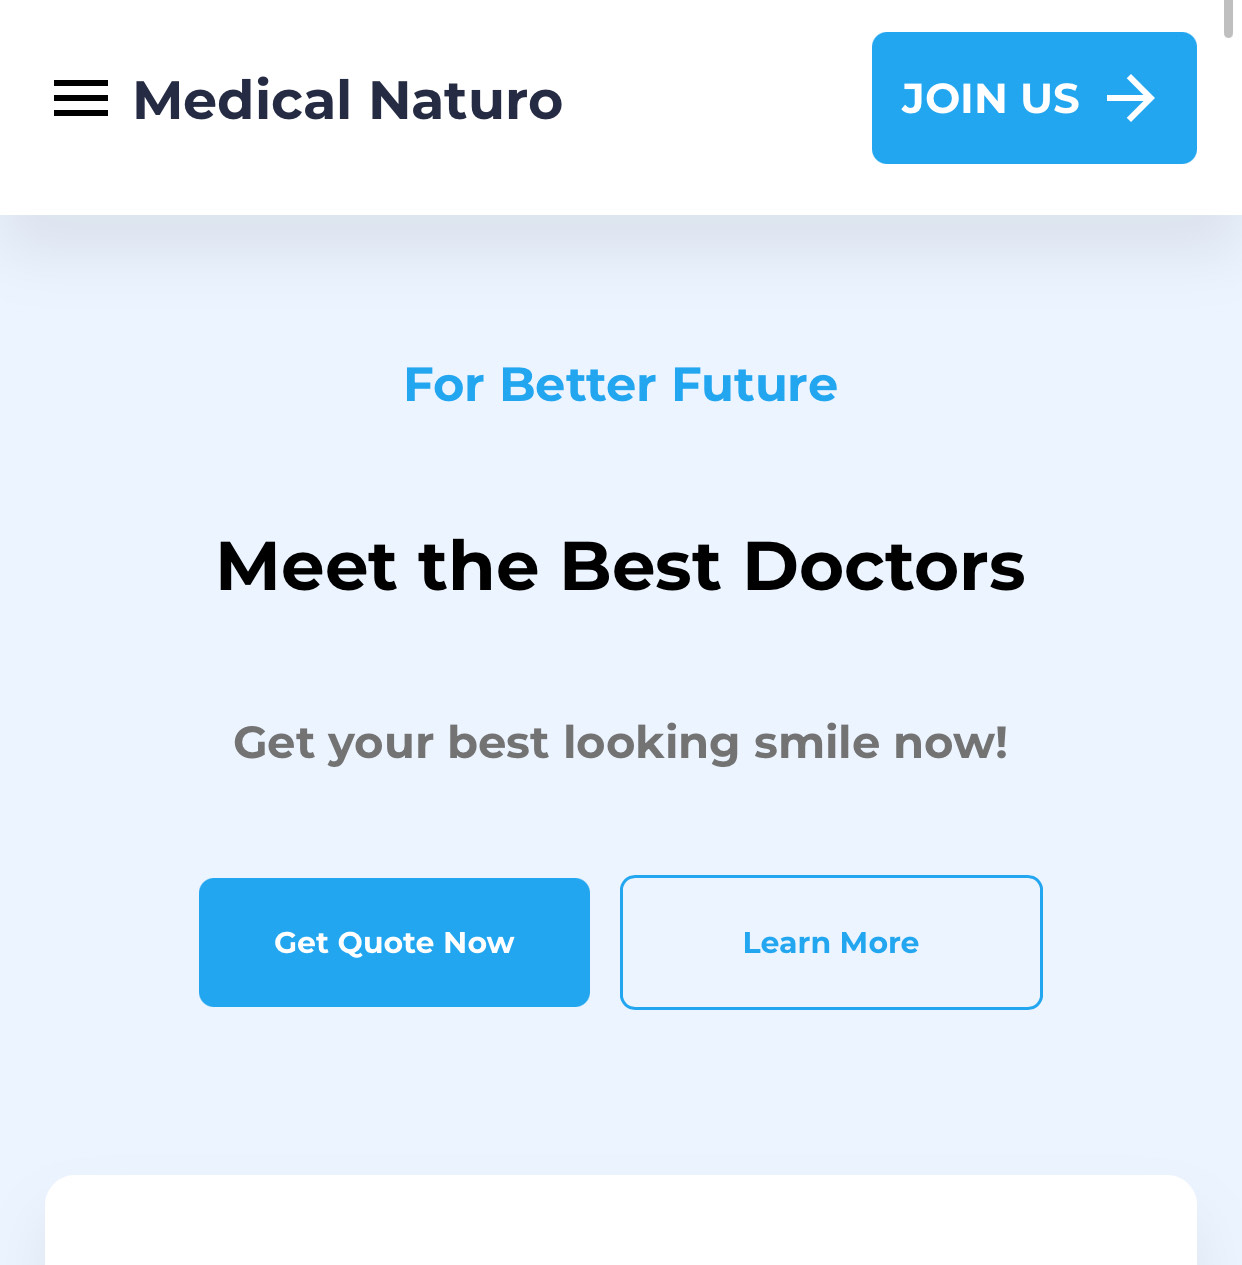 Medical Naturo
JOIN US
For Better Future
Meet the Best Doctors
Get your best looking smile now!
Get Quote Now
Learn More